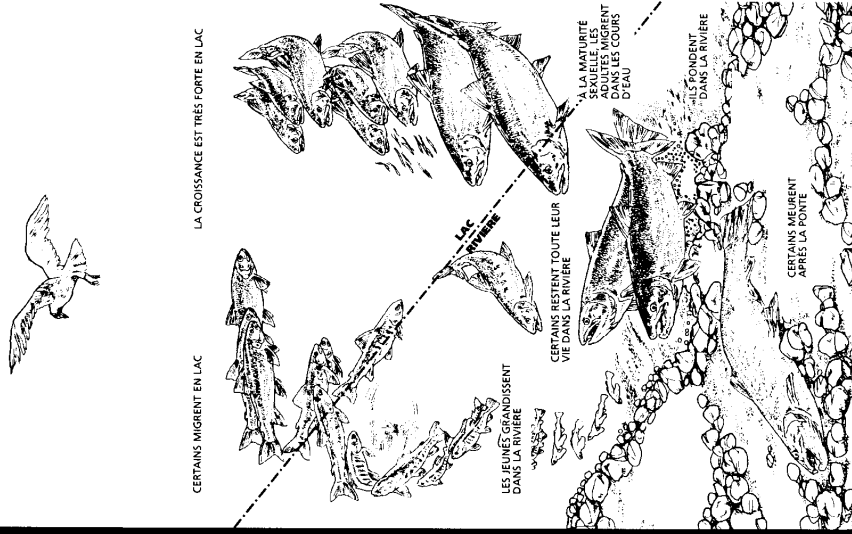 CERTAINS MIGRENT EN LAC
LA CROISSANCE EST TRÈS FORTE EN LAC
LAC
RIVIÈRE
À LA MATURITÉ
SEXUELLE, LES
ADULTES MIGRENT
DANS LES COURS
D'EAU
LES JEUNES GRANDISSENT
DANS LA RIVIÈRE
CERTAINS RESTENT TOUTE LEUR
VIE DANS LA RIVIÈRE
ILS PONDENT
DANS LA RIVIÈRE
CERTAINS MEURENT
APRÈS LA PONTE